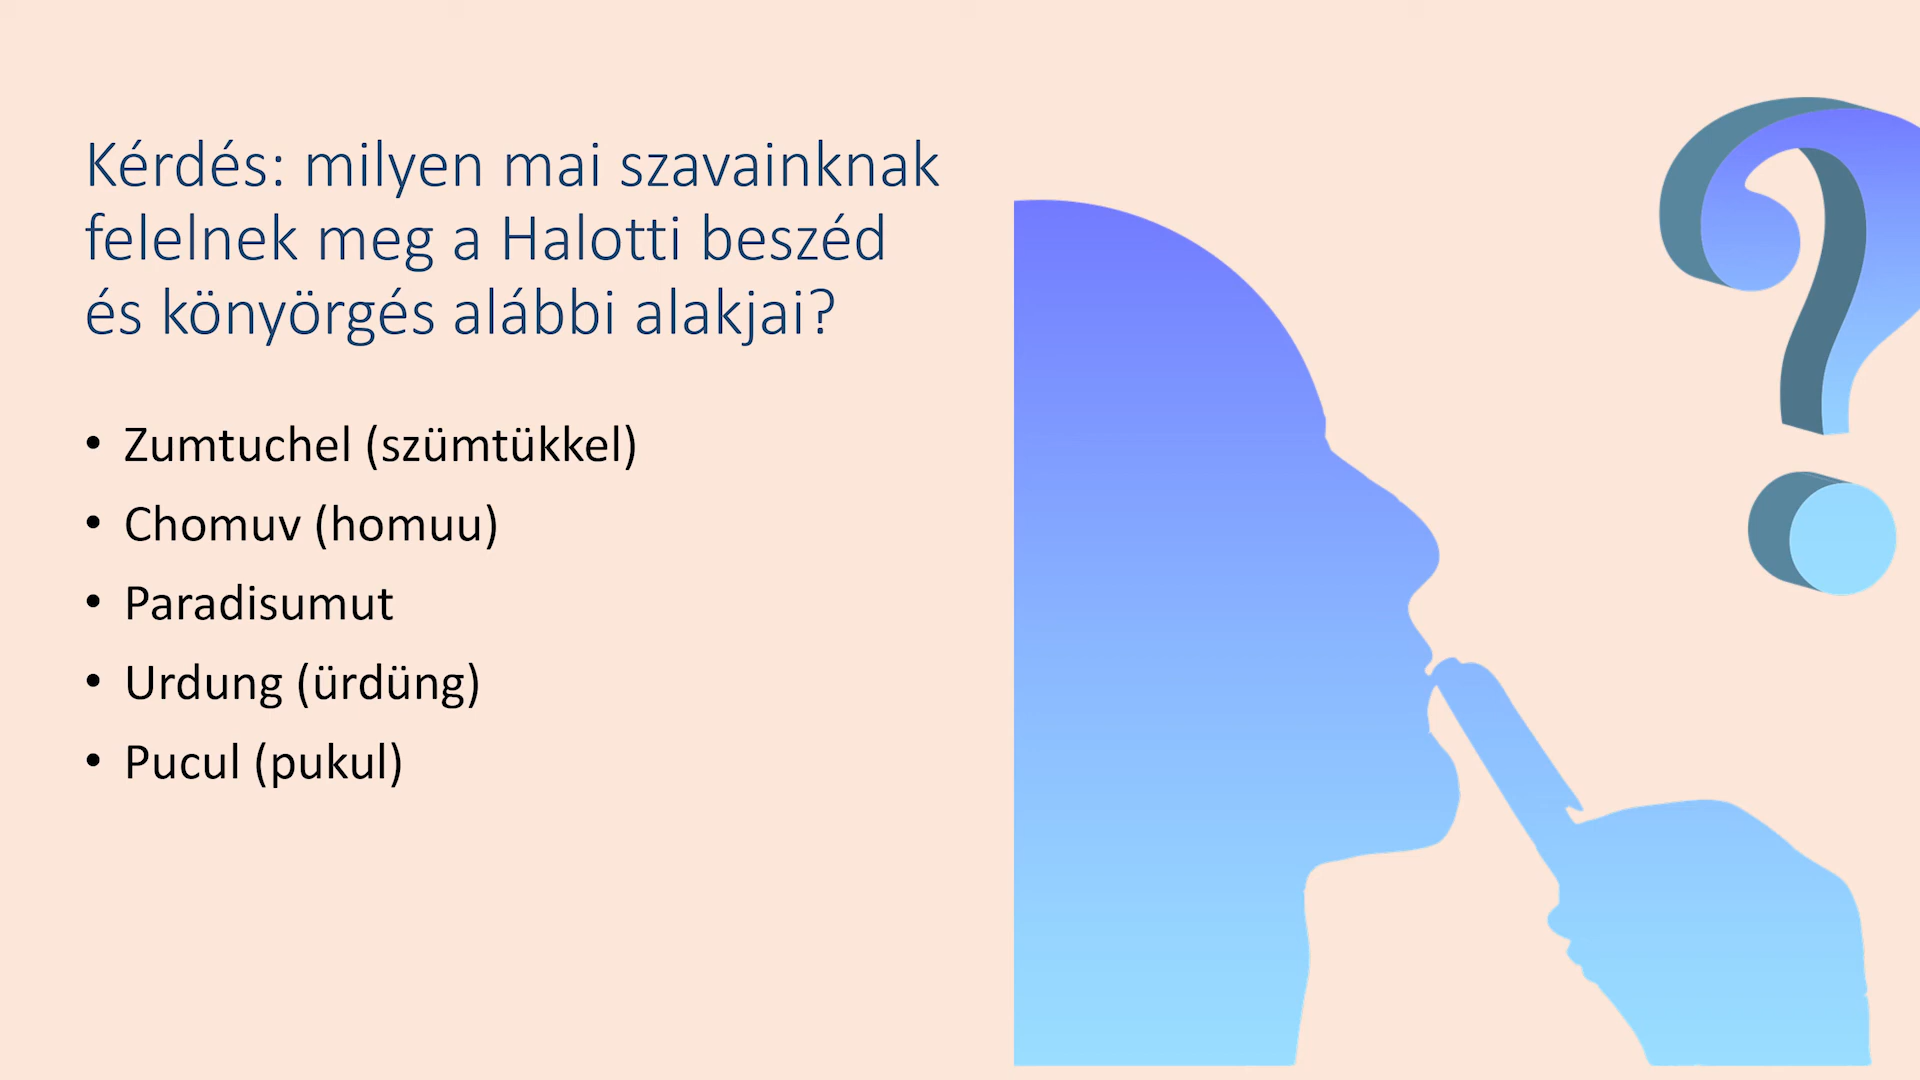 Kérdés: milyen mai szavainknak
felelnek meg a Halotti beszéd
és könyörgés alábbi alakjai?
• Zumtuchel (szümtükkel)
• Chomuv (homuu)
• Paradisumut
• Urdung (ürdüng)
• Pucul (pukul)
?